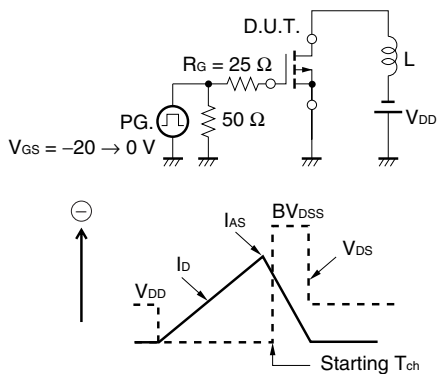 D.U.T.
RG = 25 Ω
L
PG.
50 Ω
VDD
VGS = −20 → 0 V
−
BVDSS
IAS
VDS
ID
VDD
Starting Tch